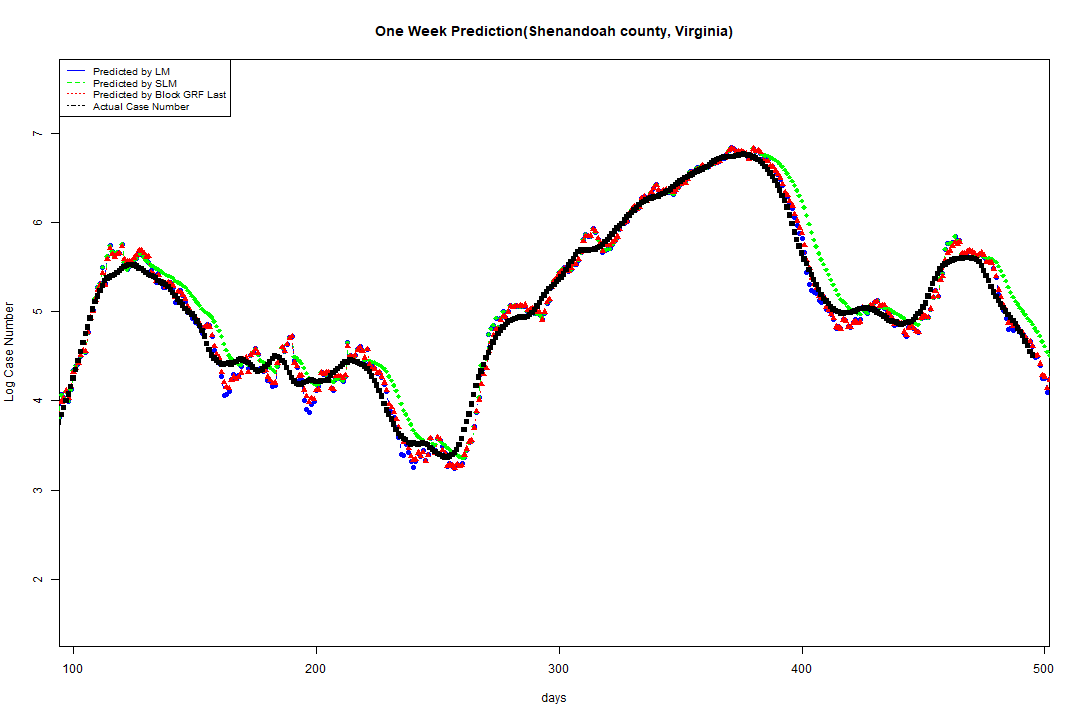 One Week Prediction(Shenandoah county, Virginia)
Predicted by LM
Predicted by SLM
Predicted by Block GRF Last
Actual Case Number
Log Case Number
7
6
5
4
3
2
100 200 300 400 500
days